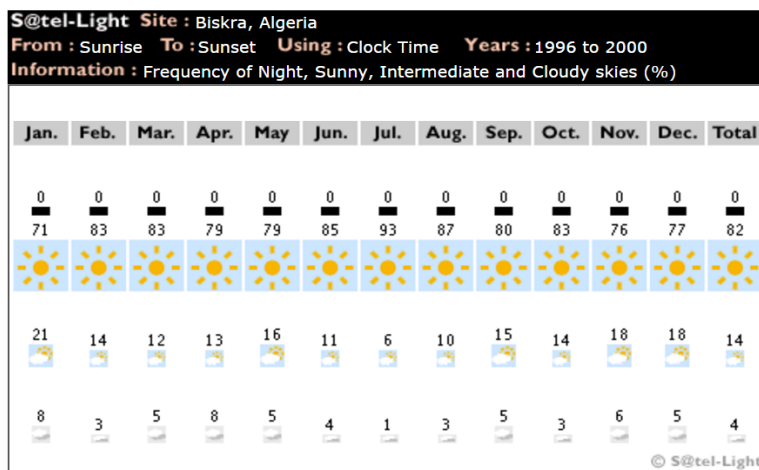 S@tel-Light Site : Biskra, Algeria
From : Sunrise To : Sunset Using : Clock Time Years : 1996 to 2000
Information : Frequency of Night, Sunny, Intermediate and Cloudy skies (%)
Jan. Feb. Mar. Apr. May Jun. Jul. Aug. Sep. Oct. Nov. Dec. Total
0 0 0 0 0 0 0 0 0 0 0 0 0
71 83 83 79 79 85 93 87 80 83 76 77 82
21 14 12 13 16 11 6 10 15 14 18 18 14
8 3 5 8 5 4 1 3 5 3 6 5 4
© S@tel-Light